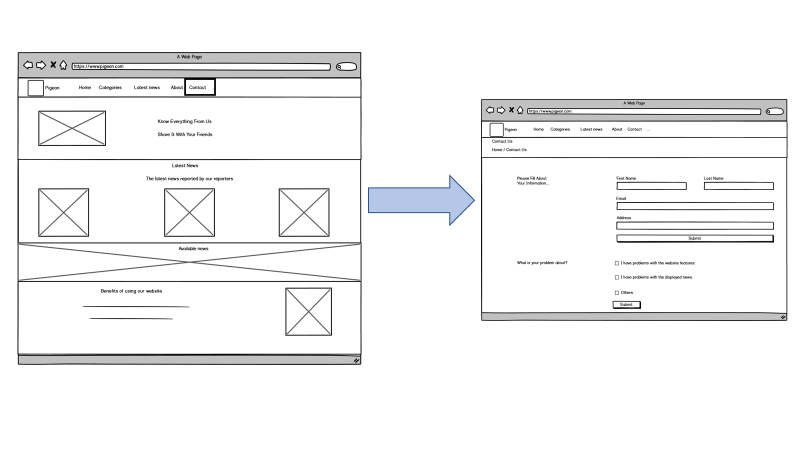 A Web Page
https://www.pigeon.com
Pigeon Home Categories Latest news About Contact
Know Everything From Us
Share It With Your Friends
Latest News
The latest news reported by our reporters
Available news
Benefits of using our website
A Web Page
https://www.pigeon.com
Pigeon Home Categories Latest news About Contact ..
Contact Us
Home / Contact Us
Please Fill About
Your Information...
First Name Last Name
Email
Address
Submit
What is your problem about?
I have problems with the website features.
I have problems with the displayed news.
Others.
Submit